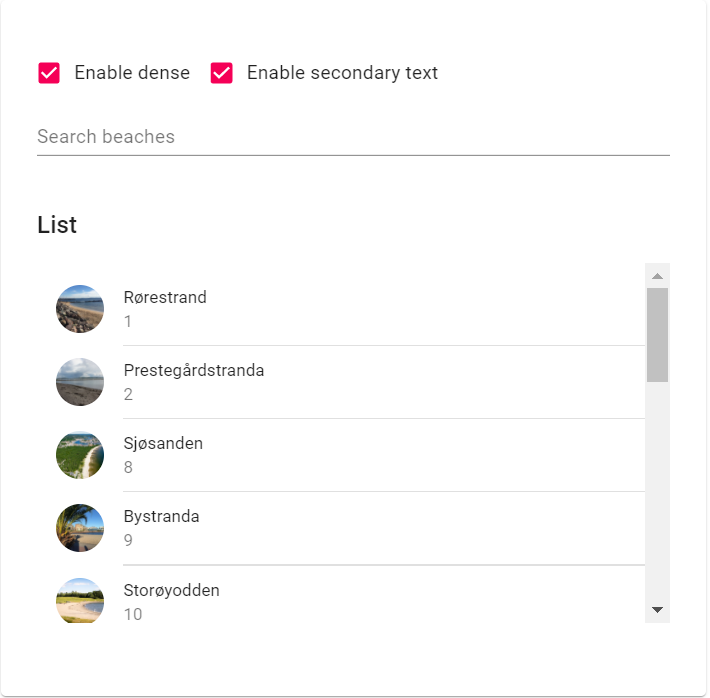 Enable dense Enable secondary text
Search beaches
List
Rørestrand
1
Prestegårdstranda
2
Sjøsanden
8
Bystranda
9
Storøyodden
10